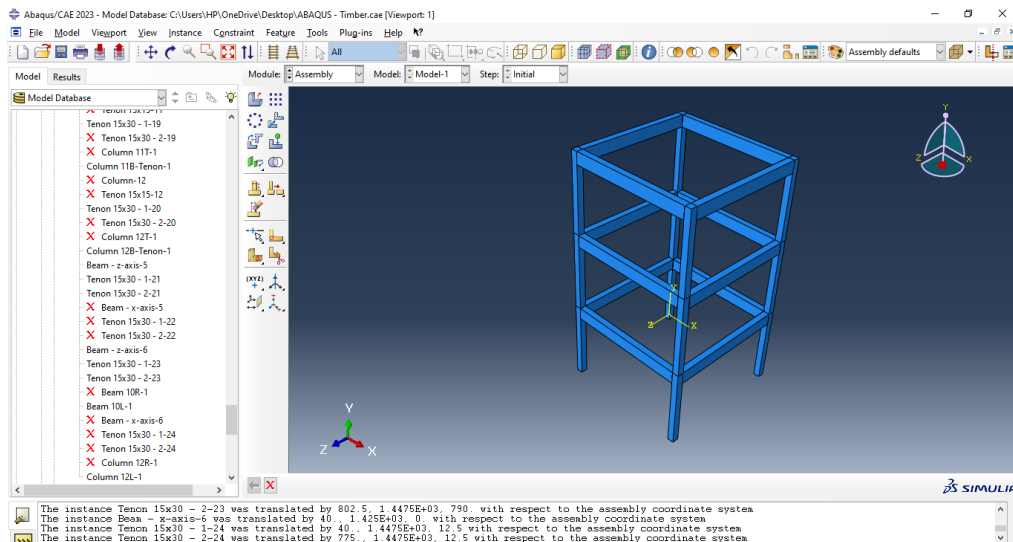 Abaqus/CAE 2023 - Model Database: C:\Users\HP\OneDrive\Desktop\ABAQUS - Timber.cae [Viewport: 1]
File Model Viewport View Instance Constraint Feature Tools Plug-ins Help
All
Assembly defaults
Model Results
Module: Assembly Model: Model-1 Step: Initial
Model Database
Tenon 15x15-11
Tenon 15x30 - 1-19
Tenon 15x30 - 2-19
Column 11T-1
Column 11B-Tenon-1
Column-12
Tenon 15x15-12
Tenon 15x30 - 1-20
Tenon 15x30 - 2-20
Column 12T-1
Column 12B-Tenon-1
Beam - z-axis-5
Tenon 15x30 - 1-21
Tenon 15x30 - 2-21
Beam - x-axis-5
Tenon 15x30 - 1-22
Tenon 15x30 - 2-22
Beam - z-axis-6
Tenon 15x30 - 1-23
Tenon 15x30 - 2-23
Beam 10R-1
Beam 10L-1
Beam - x-axis-6
Tenon 15x30 - 1-24
Tenon 15x30 - 2-24
Column 12R-1
Column 12L-1
(XYZ)
Y
Z
X
Y
Z
X
Y
Z
X
SIMULIA
The instance Tenon 15x30 - 2-23 was translated by 802.5, 1.4475E+03, 790. with respect to the assembly coordinate system
The instance Beam - x-axis-6 was translated by 40., 1.425E+03, 0. with respect to the assembly coordinate system
The instance Tenon 15x30 - 1-24 was translated by 40., 1.4475E+03, 12.5 with respect to the assembly coordinate system
The instance Tenon 15x30 - 2-24 was translated by 775., 1.4475E+03, 12.5 with respect to the assembly coordinate system